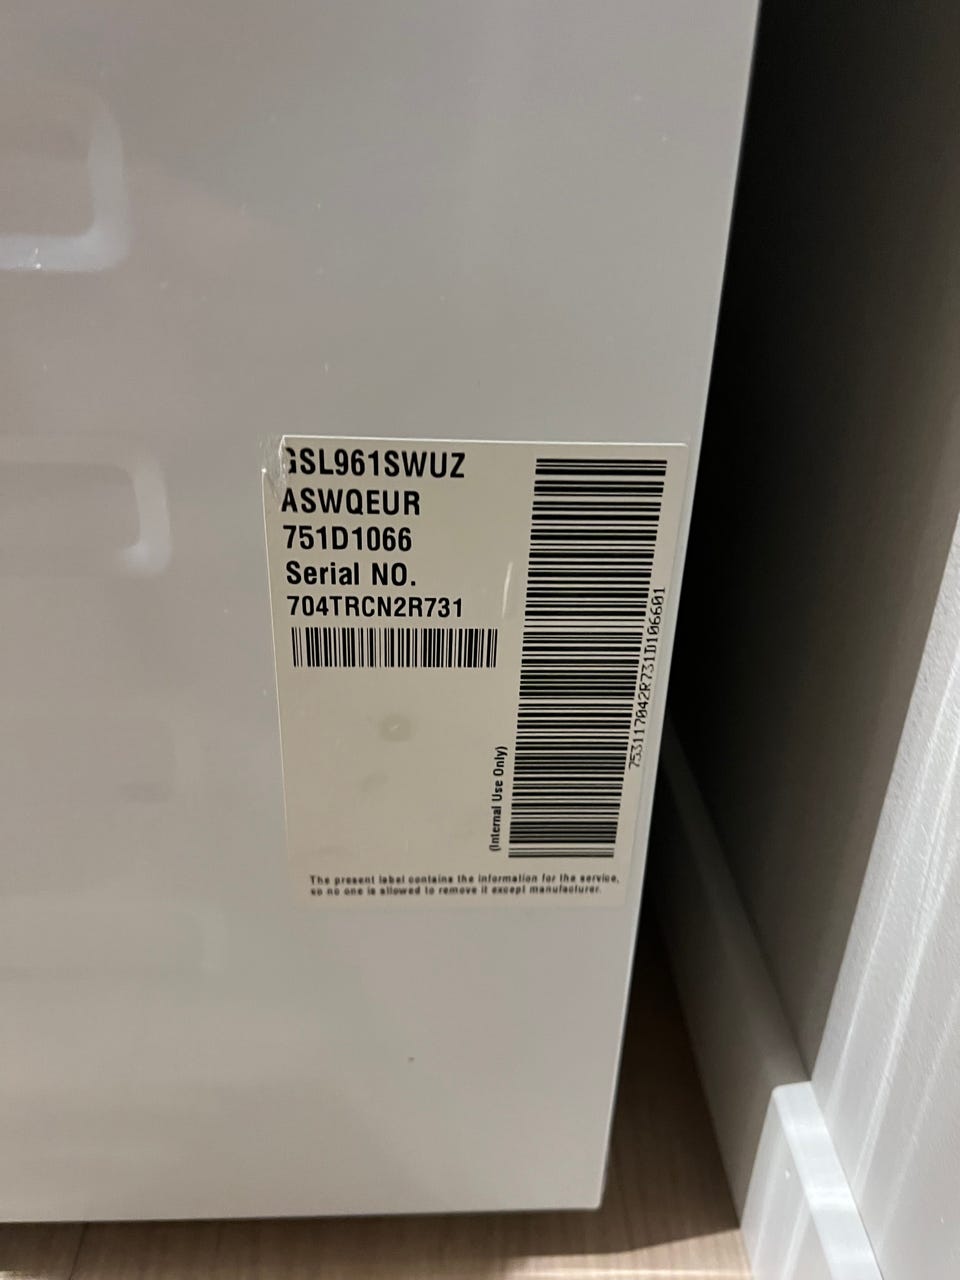 GSL961SWUZ
ASWQEUR
751D1066
Serial NO.
704TRCN2R731
(Internal Use Only)
753117042R731D106601
The present label contains the information for the service,
so no one is allowed to remove it except manufacturer.